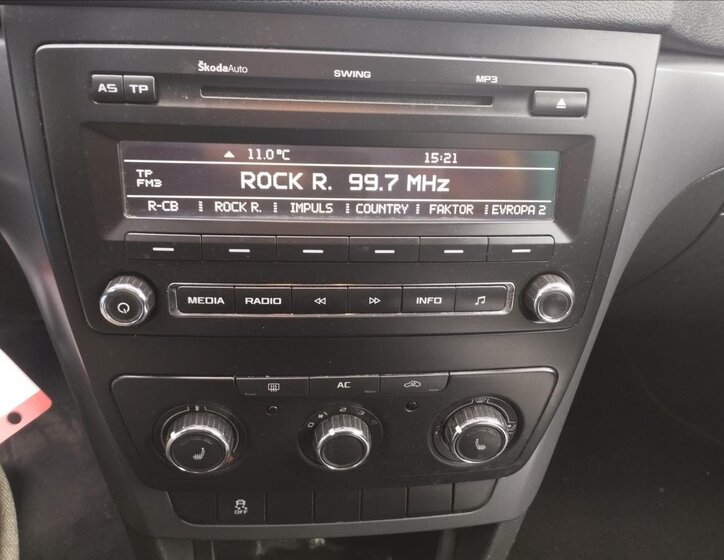 ŠkodaAuto SWING MP3
AS TP
11.0°C 15:21
TP
FM3
ROCK R. 99.7 MHz
R-CB ROCK R. IMPULS COUNTRY FAKTOR EVROPA 2
MEDIA RADIO INFO
AC
OFF